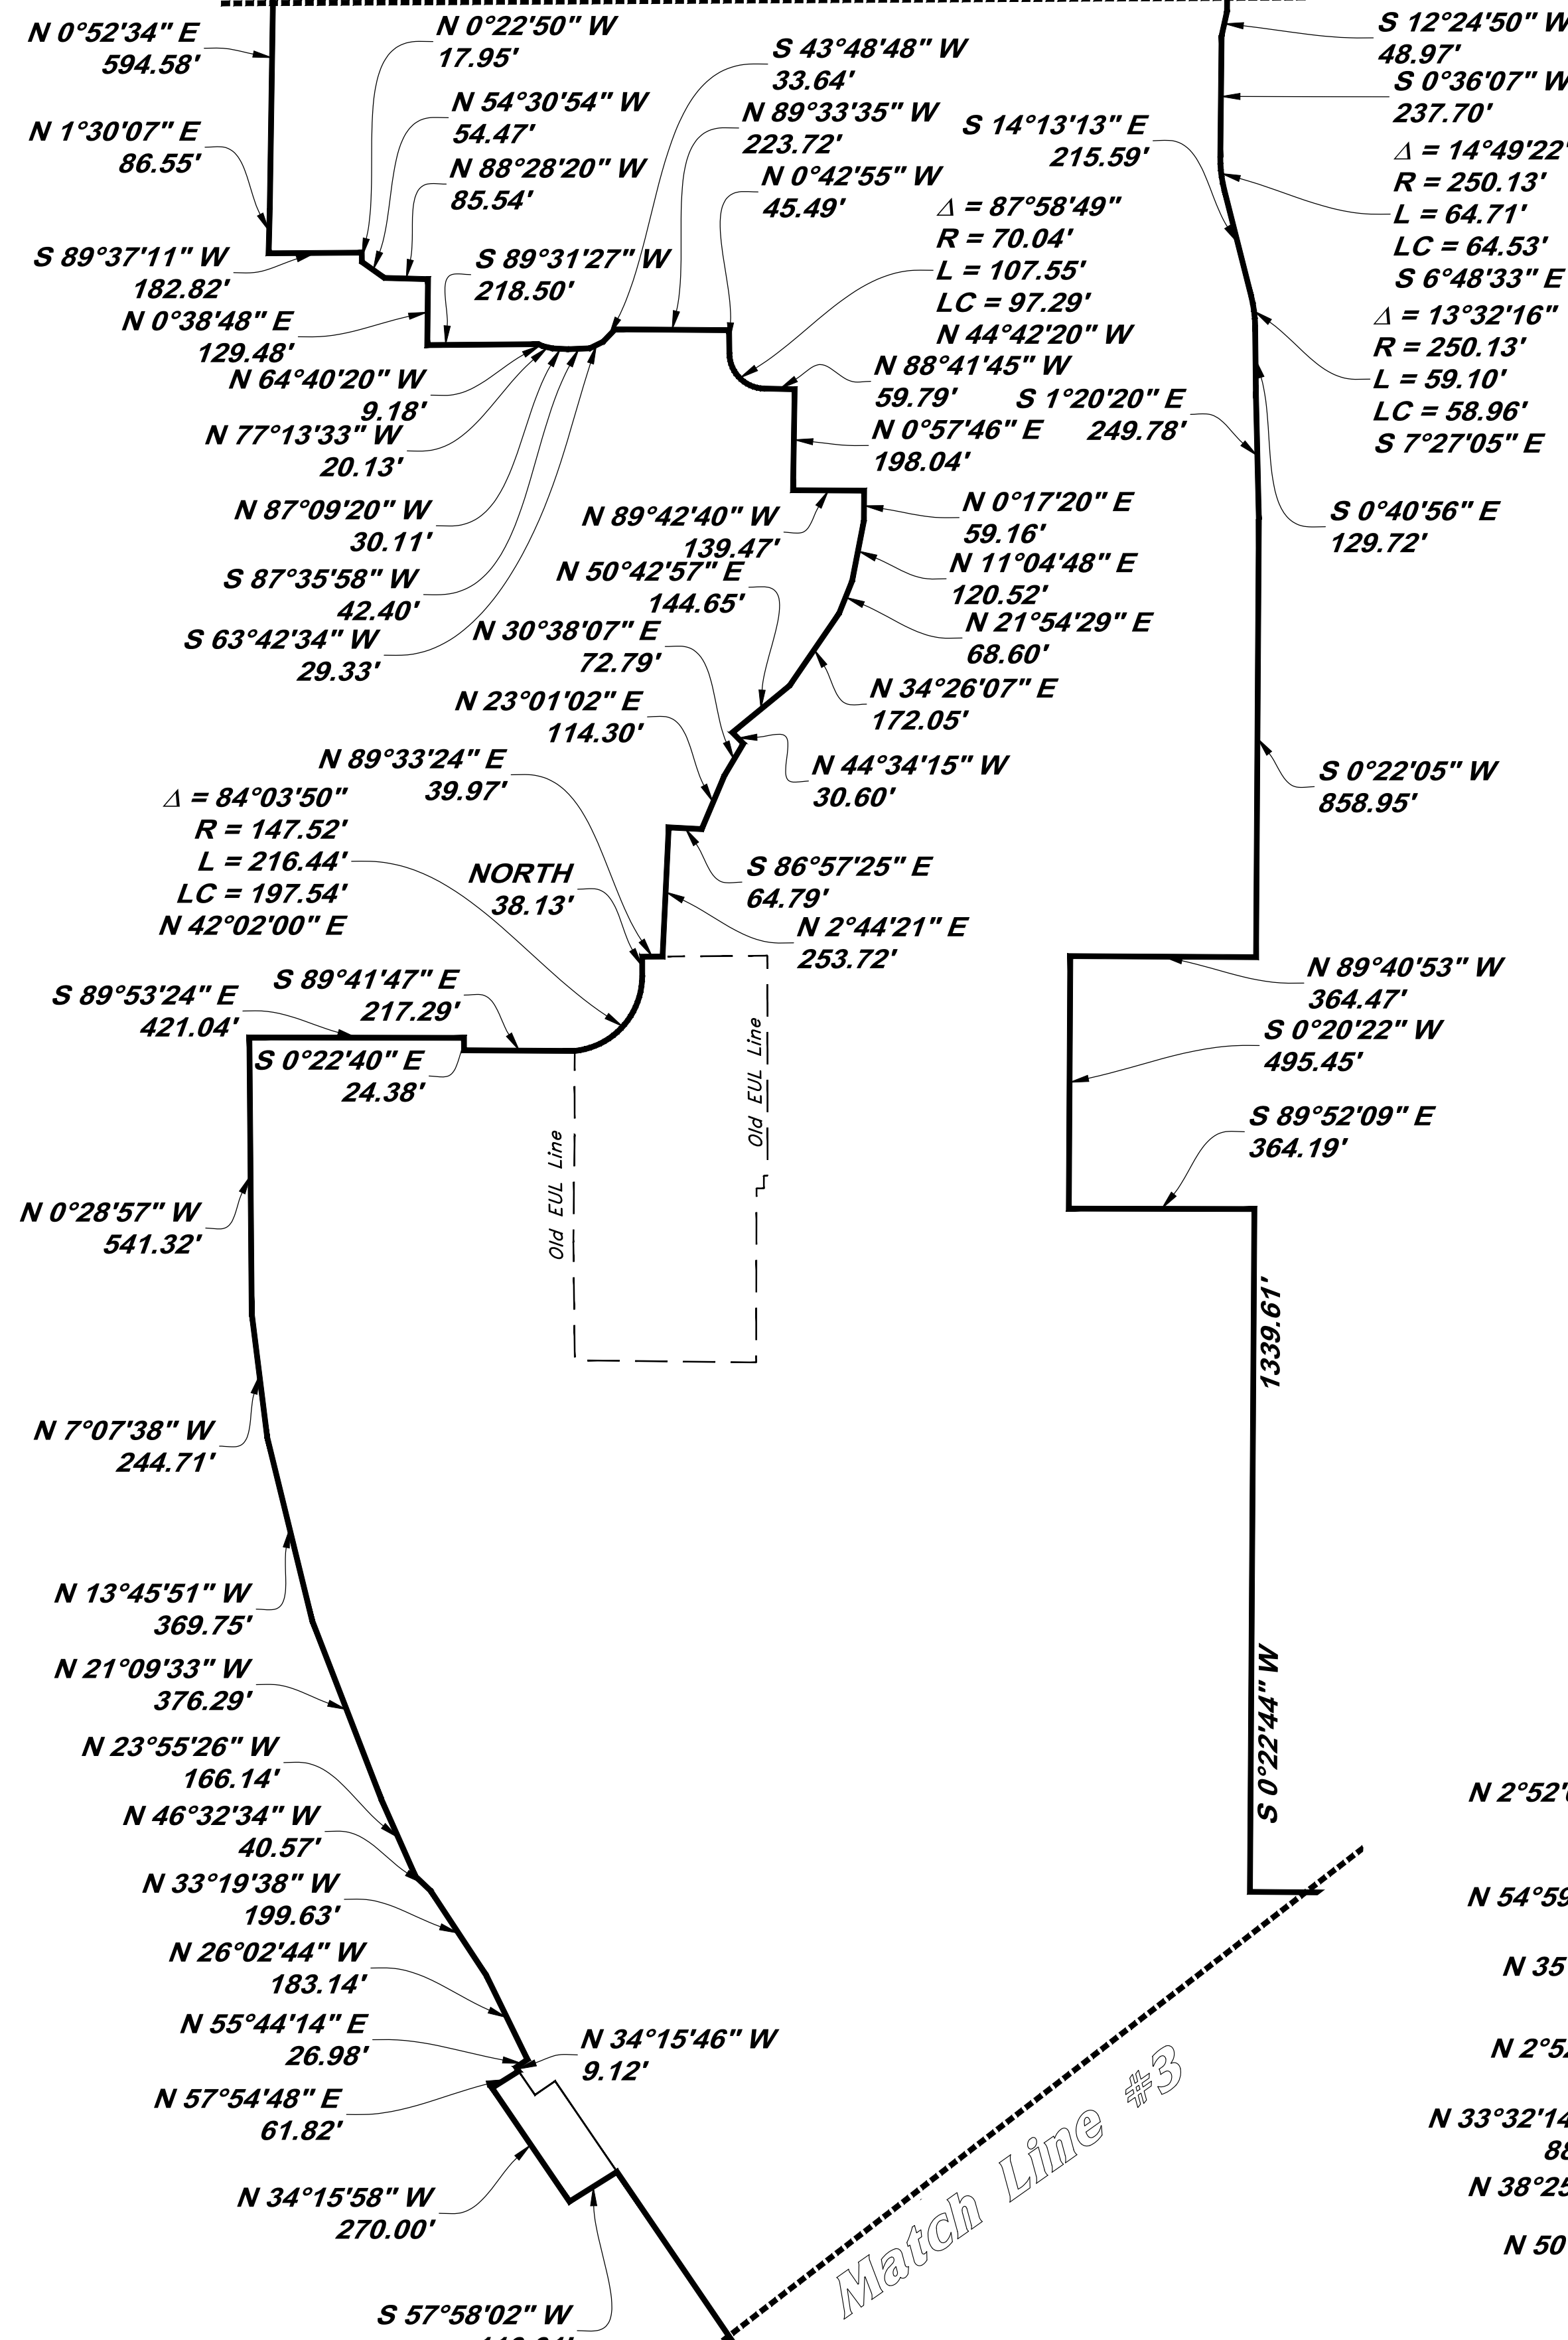 N 0°52'34" E
594.58'
N 0°22'50" W
17.95'
S 43°48'48" W
33.64'
S 12°24'50" W
48.97'
S 0°36'07" W
237.70'
N 1°30'07" E
86.55'
N 54°30'54" W
54.47'
N 89°33'35" W
223.72'
S 14°13'13" E
215.59'
Δ = 14°49'22"
R = 250.13'
L = 64.71'
LC = 64.53'
S 6°48'33" E
N 88°28'20" W
85.54'
N 0°42'55" W
45.49'
Δ = 87°58'49"
R = 70.04'
L = 107.55'
LC = 97.29'
N 44°42'20" W
S 89°37'11" W
182.82'
S 89°31'27" W
218.50'
N 0°38'48" E
129.48'
Δ = 13°32'16"
R = 250.13'
L = 59.10'
LC = 58.96'
S 7°27'05" E
N 64°40'20" W
9.18'
N 88°41'45" W
59.79'
S 1°20'20" E
249.78'
N 77°13'33" W
20.13'
N 0°57'46" E
198.04'
N 87°09'20" W
30.11'
N 89°42'40" W
139.47'
N 0°17'20" E
59.16'
S 0°40'56" E
129.72'
S 87°35'58" W
42.40'
N 50°42'57" E
144.65'
N 11°04'48" E
120.52'
S 63°42'34" W
29.33'
N 30°38'07" E
72.79'
N 21°54'29" E
68.60'
N 23°01'02" E
114.30'
N 34°26'07" E
172.05'
N 89°33'24" E
39.97'
N 44°34'15" W
30.60'
S 0°22'05" W
858.95'
Δ = 84°03'50"
R = 147.52'
L = 216.44'
LC = 197.54'
N 42°02'00" E
NORTH
38.13'
S 86°57'25" E
64.79'
N 2°44'21" E
253.72'
S 89°53'24" E
421.04'
S 89°41'47" E
217.29'
N 89°40'53" W
364.47'
S 0°22'40" E
24.38'
S 0°20'22" W
495.45'
Old EUL Line
Old EUL Line
S 89°52'09" E
364.19'
N 0°28'57" W
541.32'
1339.61'
S 0°22'44" W
N 7°07'38" W
244.71'
N 13°45'51" W
369.75'
N 21°09'33" W
376.29'
N 23°55'26" W
166.14'
N 2°52'
N 46°32'34" W
40.57'
N 33°19'38" W
199.63'
N 54°59
N 26°02'44" W
183.14'
N 35
N 55°44'14" E
26.98'
N 34°15'46" W
9.12'
N 2°52
N 57°54'48" E
61.82'
Match Line #3
N 33°32'14
88
N 34°15'58" W
270.00'
N 38°25
N 50
S 57°58'02" W